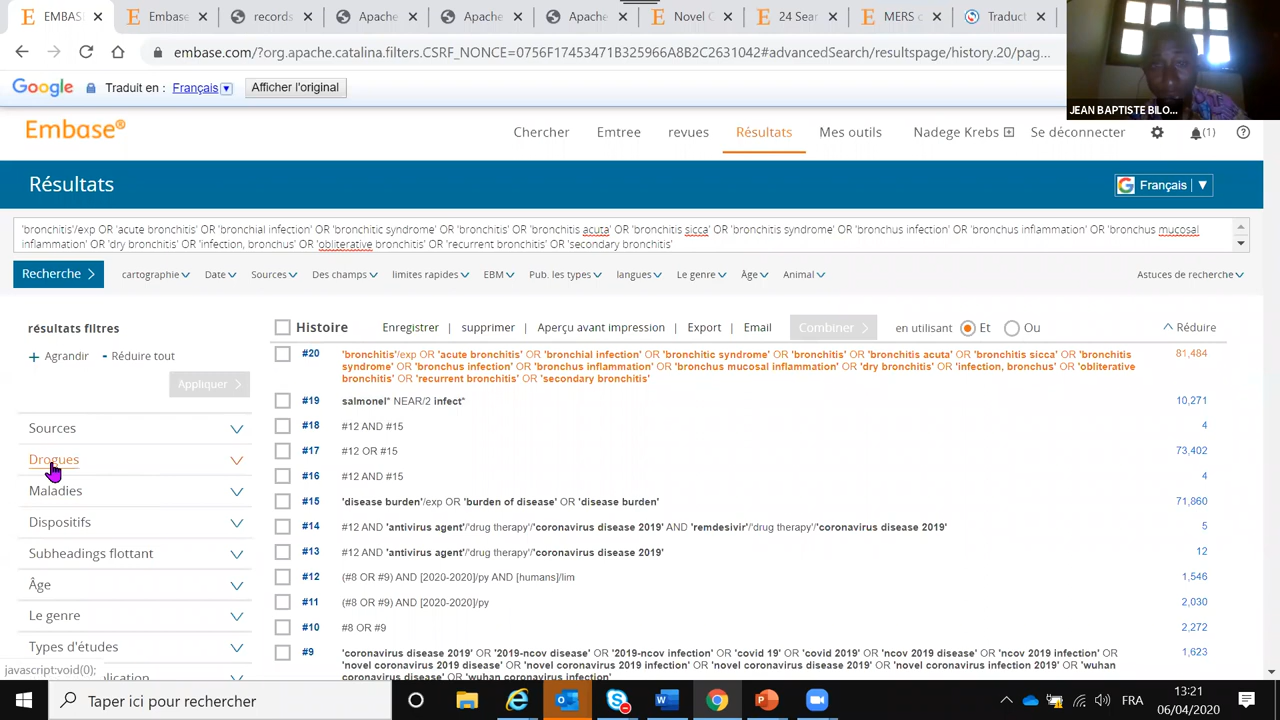 EMBASE
Embase
records
Apache
Apache
Apache
Novel C
24 Sear
MERS c
Traduct
embase.com/?org.apache.catalina.filters.CSRF_NONCE=0756F17453471B325966A8B2C2631042#advancedSearch/resultspage/history.20/pag...
JEAN BAPTISTE BILO...
Google Traduit en : Français Afficher l'original
Embase®
Chercher Emtree revues Résultats Mes outils Nadege Krebs Se déconnecter (1)
Résultats
Français
'bronchitis'/exp OR 'acute bronchitis' OR 'bronchial infection' OR 'bronchitic syndrome' OR 'bronchitis' OR 'bronchitis acuta' OR 'bronchitis sicca' OR 'bronchitis syndrome' OR 'bronchus infection' OR 'bronchus inflammation' OR 'bronchus mucosal
inflammation' OR 'dry bronchitis' OR 'infection, bronchus' OR 'obliterative bronchitis' OR 'recurrent bronchitis' OR 'secondary bronchitis'
Recherche cartographie Date Sources Des champs limites rapides EBM Pub. les types langues Le genre Âge Animal Astuces de recherche
résultats filtres
+ Agrandir - Réduire tout
Appliquer
Sources
Drogues
Maladies
Dispositifs
Subheadings flottant
Âge
Le genre
Types d'études
javascript:void(0);
Histoire Enregistrer | supprimer | Aperçu avant impression | Export | Email Combiner en utilisant Et Ou Réduire
#20 'bronchitis'/exp OR 'acute bronchitis' OR 'bronchial infection' OR 'bronchitic syndrome' OR 'bronchitis' OR 'bronchitis acuta' OR 'bronchitis sicca' OR 'bronchitis 81,484
syndrome' OR 'bronchus infection' OR 'bronchus inflammation' OR 'bronchus mucosal inflammation' OR 'dry bronchitis' OR 'infection, bronchus' OR 'obliterative
bronchitis' OR 'recurrent bronchitis' OR 'secondary bronchitis'
#19 salmonel* NEAR/2 infect* 10,271
#18 #12 AND #15 4
#17 #12 OR #15 73,402
#16 #12 AND #15 4
#15 'disease burden'/exp OR 'burden of disease' OR 'disease burden' 71,860
#14 #12 AND 'antivirus agent'/'drug therapy'/'coronavirus disease 2019' AND 'remdesivir'/'drug therapy'/'coronavirus disease 2019' 5
#13 #12 AND 'antivirus agent'/'drug therapy'/'coronavirus disease 2019' 12
#12 (#8 OR #9) AND [2020-2020]/py AND [humans]/lim 1,546
#11 (#8 OR #9) AND [2020-2020]/py 2,030
#10 #8 OR #9 2,272
#9 'coronavirus disease 2019' OR '2019-ncov disease' OR '2019-ncov infection' OR 'covid 19' OR 'covid 2019' OR 'ncov 2019 disease' OR 'ncov 2019 infection' OR 1,623
'novel coronavirus 2019 disease' OR 'novel coronavirus 2019 infection' OR 'novel coronavirus disease 2019' OR 'novel coronavirus infection 2019' OR 'wuhan
coronavirus disease' OR 'wuhan coronavirus infection'
Taper ici pour rechercher
FRA
13:21
06/04/2020